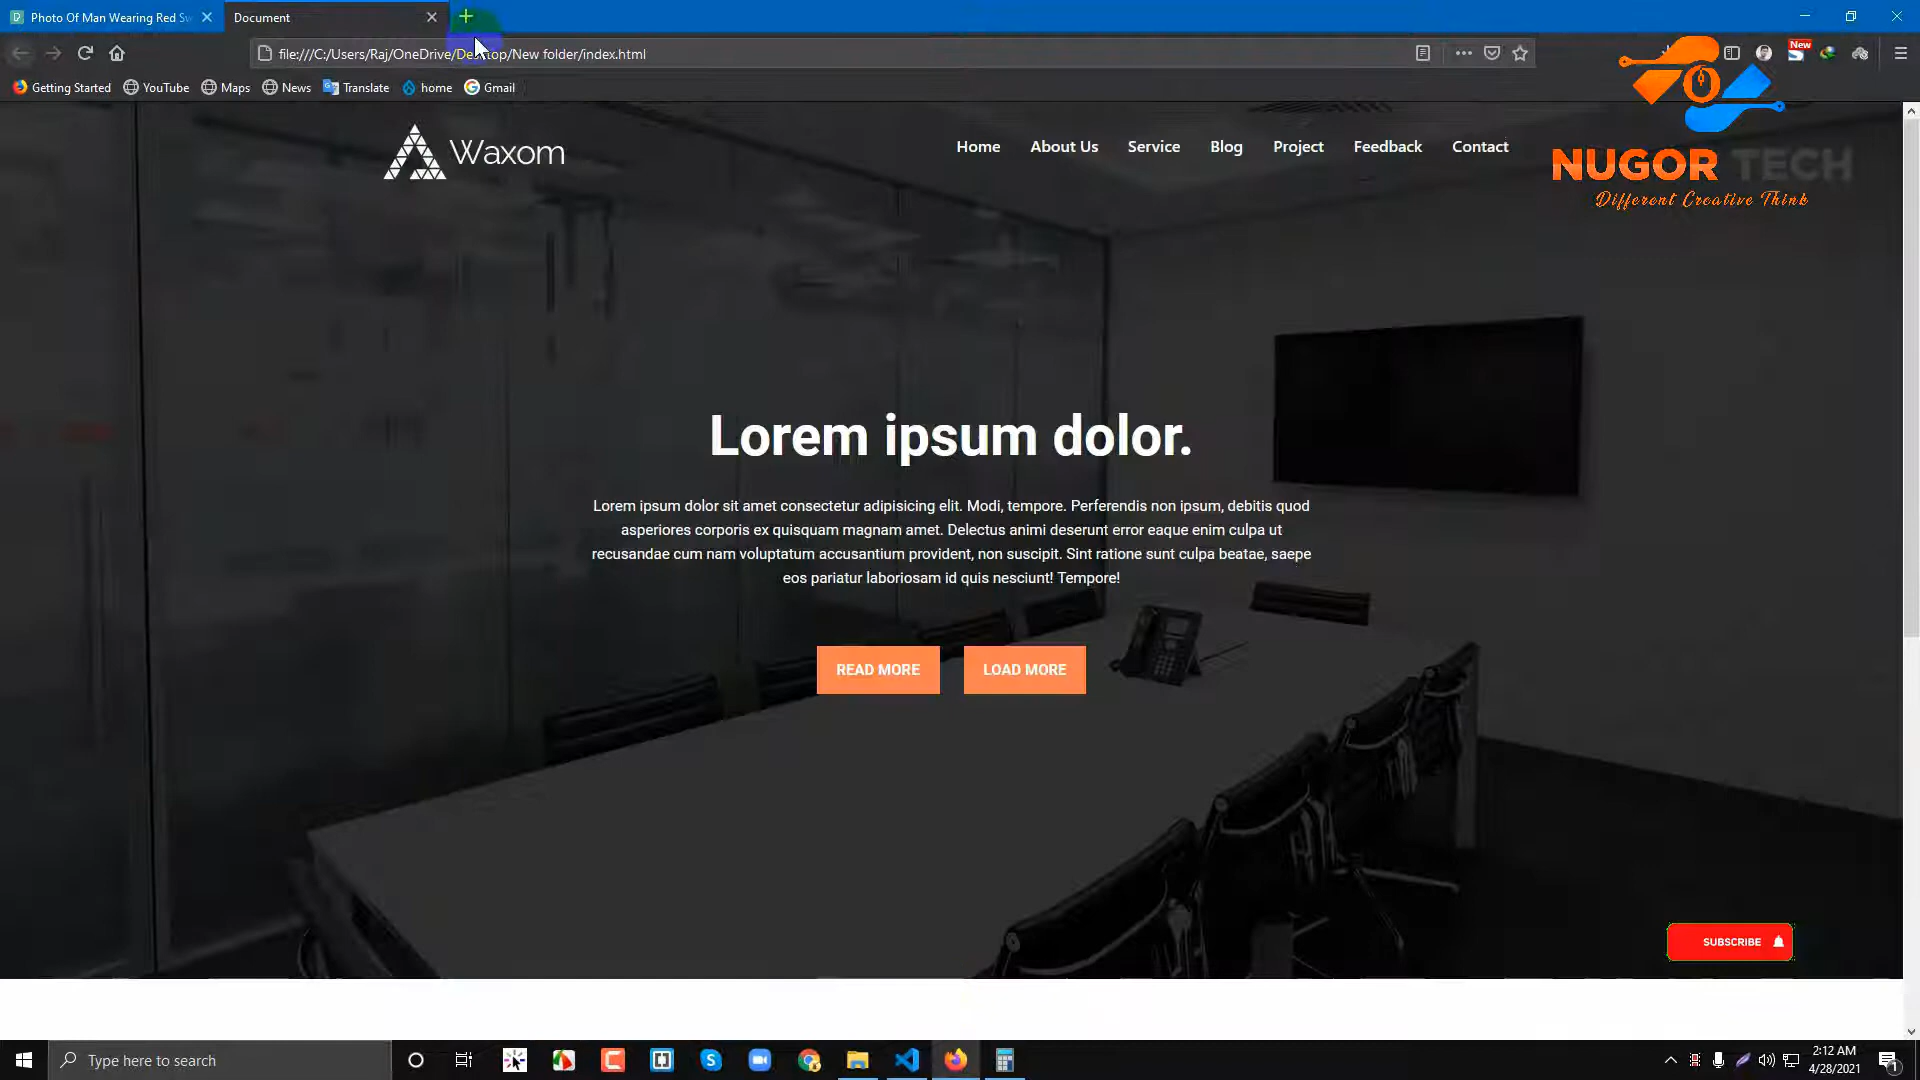 Photo Of Man Wearing Red Sw
Document
file:///C:/Users/Raj/OneDrive/Desktop/New folder/index.html
New
Getting Started
YouTube
Maps
News
Translate
home
Gmail
Waxom
Home
About Us
Service
Blog
Project
Feedback
Contact
NUGOR TECH
Different Creative Think
Lorem ipsum dolor.
Lorem ipsum dolor sit amet consectetur adipisicing elit. Modi, tempore. Perferendis non ipsum, debitis quod
asperiores corporis ex quisquam magnam amet. Delectus animi deserunt error eaque enim culpa ut
recusandae cum nam voluptatum accusantium provident, non suscipit. Sint ratione sunt culpa beatae, saepe
eos pariatur laboriosam id quis nesciunt! Tempore!
READ MORE
LOAD MORE
SUBSCRIBE
Type here to search
2:12 AM
4/28/2021
1